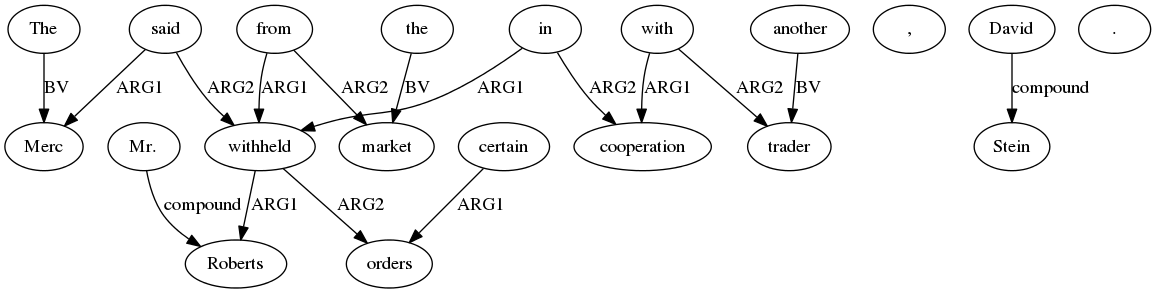 The said from the in with another , David .
BV ARG1 ARG2 ARG1 ARG2 BV ARG1 ARG2 ARG1 ARG2 BV compound
Merc Mr. withheld market certain cooperation trader Stein
compound ARG1 ARG2 ARG1
Roberts orders